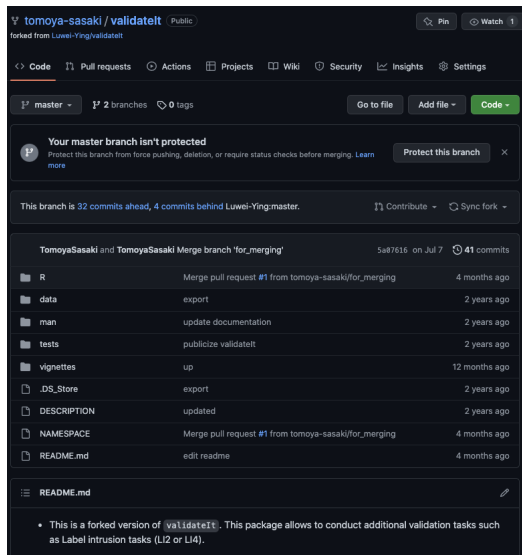 tomoya-sasaki / validateIt Public Pin Watch 1
forked from Luwei-Ying/validateIt
Code Pull requests Actions Projects Wiki Security Insights Settings
master 2 branches 0 tags Go to file Add file Code
Your master branch isn't protected
Protect this branch from force pushing, deletion, or require status checks before merging. Learn
more
Protect this branch
This branch is 32 commits ahead, 4 commits behind Luwei-Ying:master. Contribute Sync fork
TomoyaSasaki and TomoyaSasaki Merge branch 'for_merging' 5a07616 on Jul 7 41 commits
R Merge pull request #1 from tomoya-sasaki/for_merging 4 months ago
data export 2 years ago
man update documentation 2 years ago
tests publicize validateIt 2 years ago
vignettes up 12 months ago
.DS_Store export 2 years ago
DESCRIPTION updated 2 years ago
NAMESPACE Merge pull request #1 from tomoya-sasaki/for_merging 4 months ago
README.md edit readme 4 months ago
README.md
• This is a forked version of validateIt. This package allows to conduct additional validation tasks such
as Label intrusion tasks (LI2 or LI4).